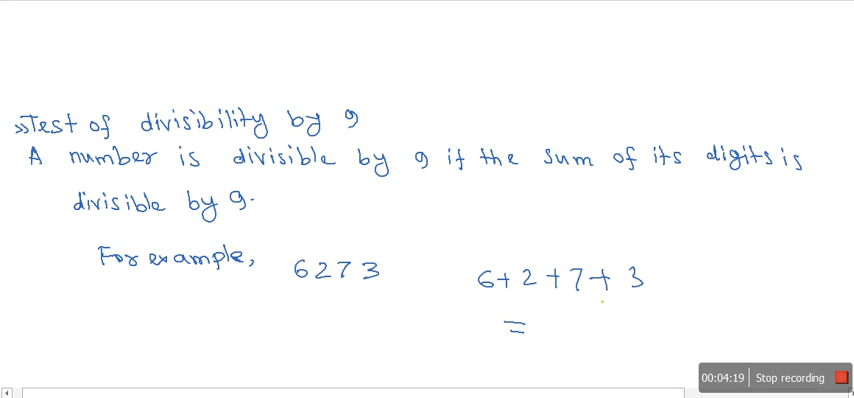 »Test of divisibility by 9
A number is divisible by 9 if the sum of its digits is
divisible by 9.
For example, 6273 6+2+7+3
=
00:04:19 Stop recording